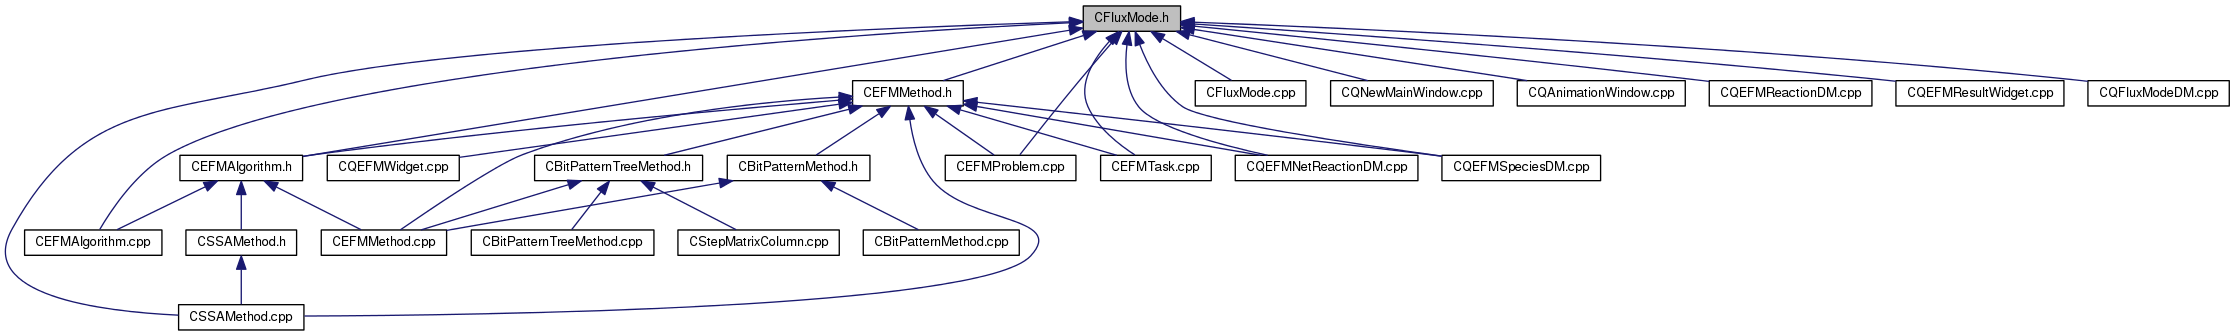 CFluxMode.h
CEFMMethod.h
CFluxMode.cpp
CQNewMainWindow.cpp
CQAnimationWindow.cpp
CQEFMReactionDM.cpp
CQEFMResultWidget.cpp
CQFluxModeDM.cpp
CEFMAlgorithm.h
CQEFMWidget.cpp
CBitPatternTreeMethod.h
CBitPatternMethod.h
CEFMProblem.cpp
CEFMTask.cpp
CQEFMNetReactionDM.cpp
CQEFMSpeciesDM.cpp
CEFMAlgorithm.cpp
CSSAMethod.h
CEFMMethod.cpp
CBitPatternTreeMethod.cpp
CStepMatrixColumn.cpp
CBitPatternMethod.cpp
CSSAMethod.cpp